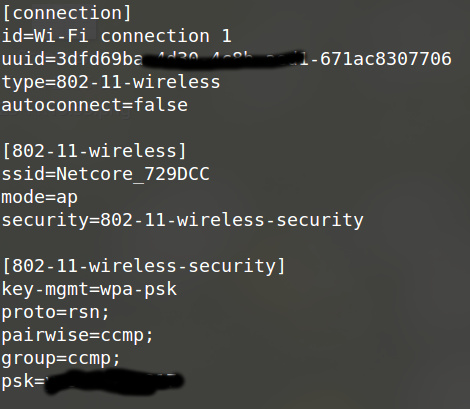 [connection]
id=Wi-Fi connection 1
uuid=3dfd69ba-671ac8307706
type=802-11-wireless
autoconnect=false
[802-11-wireless]
ssid=Netcore_729DCC
mode=ap
security=802-11-wireless-security
[802-11-wireless-security]
key-mgmt=wpa-psk
proto=rsn;
pairwise=ccmp;
group=ccmp;
psk=